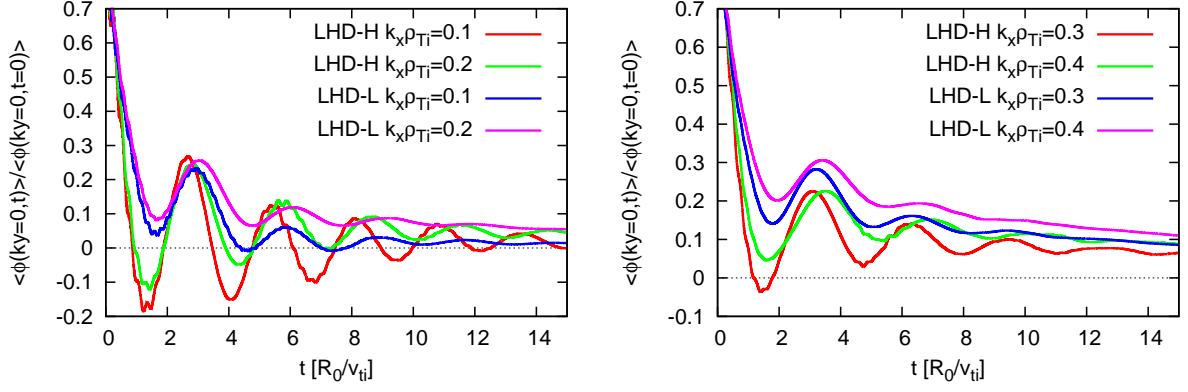 <ϕ(ky=0,t)>/<ϕ(ky=0,t=0)>
0.7
0.6
0.5
0.4
0.3
0.2
0.1
0
-0.1
-0.2
0 2 4 6 8 10 12 14
t [R0/vti]
LHD-H kxρTi=0.1
LHD-H kxρTi=0.2
LHD-L kxρTi=0.1
LHD-L kxρTi=0.2
<ϕ(ky=0,t)>/<ϕ(ky=0,t=0)>
0.7
0.6
0.5
0.4
0.3
0.2
0.1
0
-0.1
0 2 4 6 8 10 12 14
t [R0/vti]
LHD-H kxρTi=0.3
LHD-H kxρTi=0.4
LHD-L kxρTi=0.3
LHD-L kxρTi=0.4